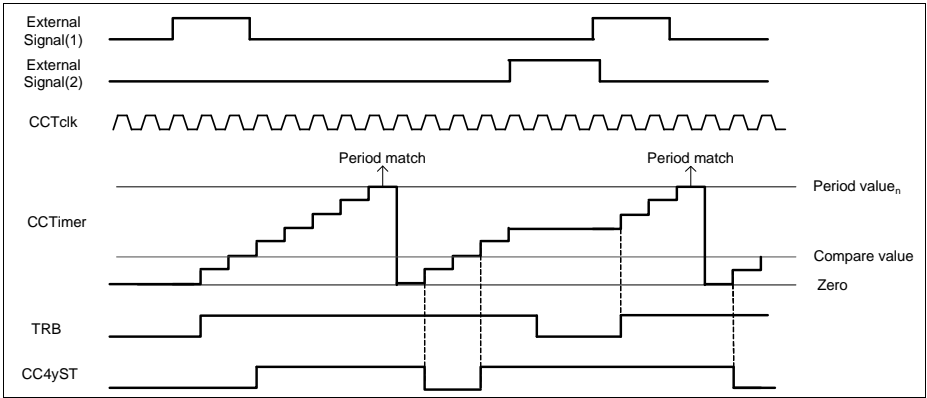 External
Signal(1)
External
Signal(2)
CCTclk
Period match
Period match
Period valueₙ
CCTimer
Compare value
Zero
TRB
CC4yST